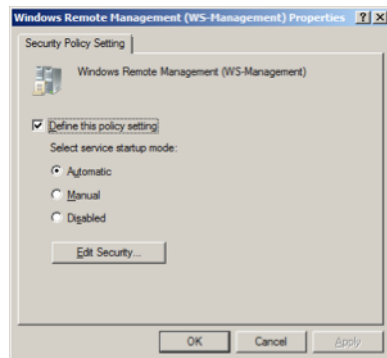 Windows Remote Management (WS-Management) Properties
Security Policy Setting
Windows Remote Management (WS-Management)
Define this policy setting
Select service startup mode:
Automatic
Manual
Disabled
Edit Security...
OK Cancel Apply